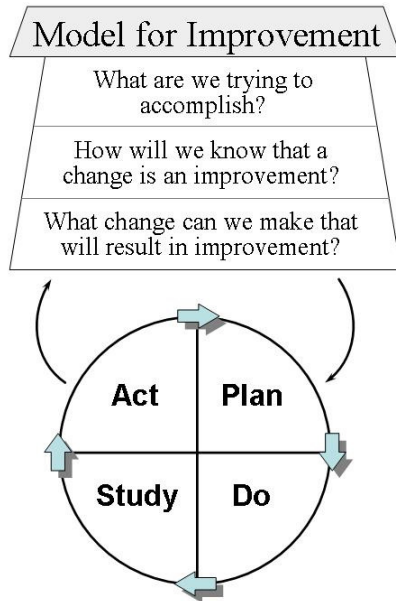 Model for Improvement
What are we trying to
accomplish?
How will we know that a
change is an improvement?
What change can we make that
will result in improvement?
Act
Plan
Study
Do